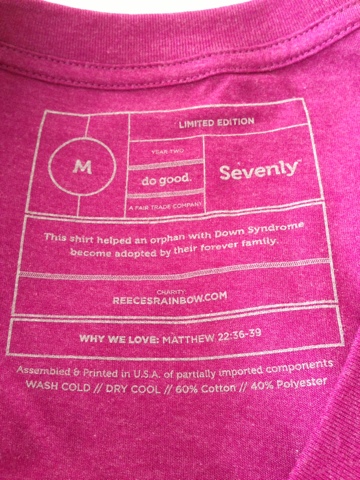 LIMITED EDITION
M
YEAR TWO
do good.
A FAIR TRADE COMPANY
Sevenly
This shirt helped an orphan with Down Syndrome
become adopted by their forever family.
CHARITY:
REECESRAINBOW.COM
WHY WE LOVE: MATTHEW 22:36-39
Assembled & Printed in U.S.A. of partially imported components
WASH COLD // DRY COOL // 60% Cotton // 40% Polyester